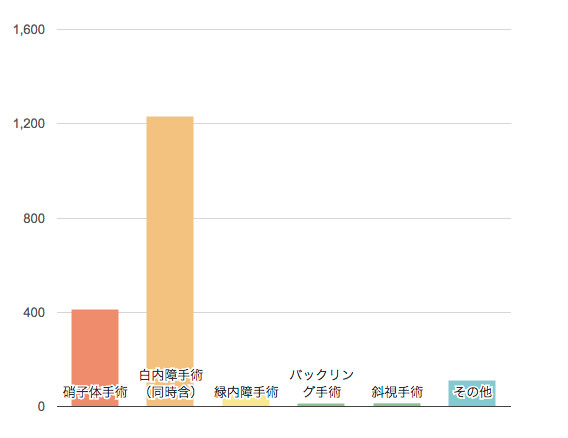 1,600
1,200
800
400
0
硝子体手術
白内障手術
（同時含）
緑内障手術
バックリン
グ手術
斜視手術
その他